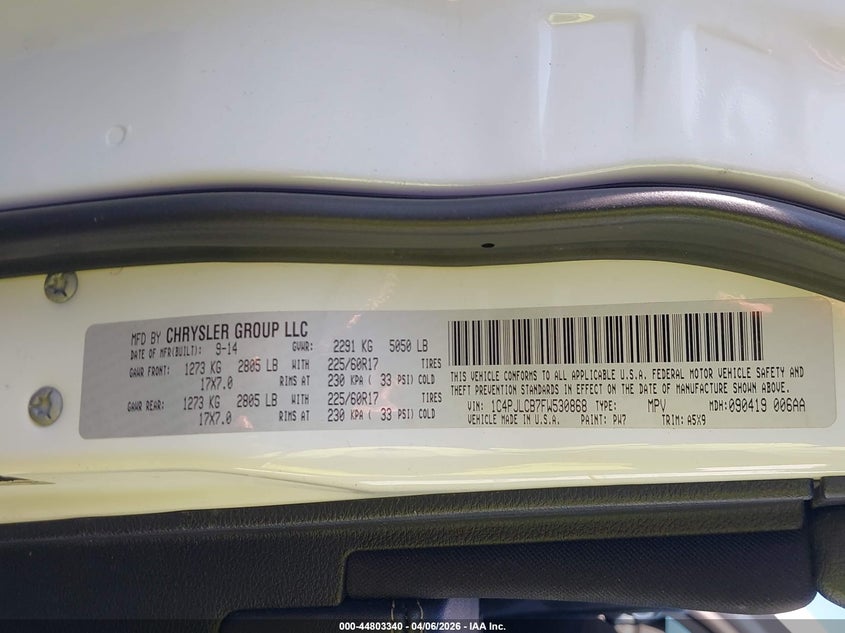 MFD BY CHRYSLER GROUP LLC
DATE OF MFR(BUILT): 9-14 GVWR: 2291 KG 5050 LB
GAWR FRONT: 1273 KG 2805 LB WITH 225/60R17 TIRES
17X7.0 RIMS AT 230 KPA ( 33 PSI) COLD
GAWR REAR: 1273 KG 2805 LB WITH 225/60R17 TIRES
17X7.0 RIMS AT 230 KPA ( 33 PSI) COLD
THIS VEHICLE CONFORMS TO ALL APPLICABLE U.S.A. FEDERAL MOTOR VEHICLE SAFETY AND
THEFT PREVENTION STANDARDS IN EFFECT ON THE DATE OF MANUFACTURE SHOWN ABOVE.
VIN: 1C4PJLCB7FW530868 TYPE: MPV MDH: 090419 006AA
VEHICLE MADE IN U.S.A. PAINT: PW7 TRIM: A5X9
000-44803340 - 04/06/2026 - IAA Inc.